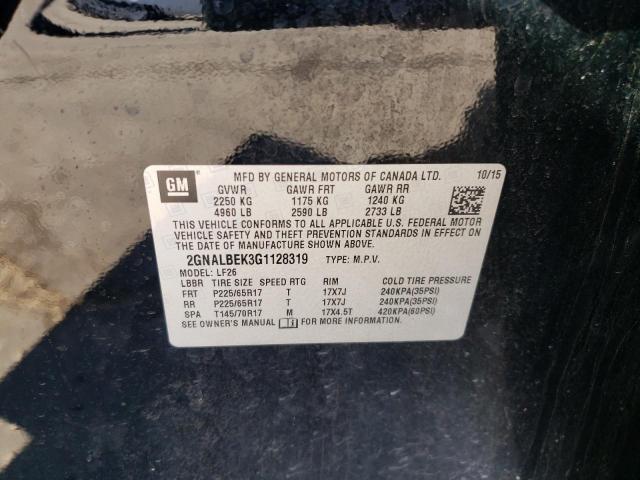 GM
MFD BY GENERAL MOTORS OF CANADA LTD. 10/15
GVWR GAWR FRT GAWR RR
2250 KG 1175 KG 1240 KG
4960 LB 2590 LB 2733 LB
THIS VEHICLE CONFORMS TO ALL APPLICABLE U.S. FEDERAL MOTOR
VEHICLE SAFETY AND THEFT PREVENTION STANDARDS IN EFFECT ON
THE DATE OF MANUFACTURE SHOWN ABOVE.
2GNALBEK3G1128319 TYPE: M.P.V.
MODEL: LF26
LBBR TIRE SIZE SPEED RTG RIM COLD TIRE PRESSURE
FRT P225/65R17 T 17X7J 240KPA(35PSI)
RR P225/65R17 T 17X7J 240KPA(35PSI)
SPA T145/70R17 M 17X4.5T 420KPA(60PSI)
SEE OWNER'S MANUAL FOR MORE INFORMATION.